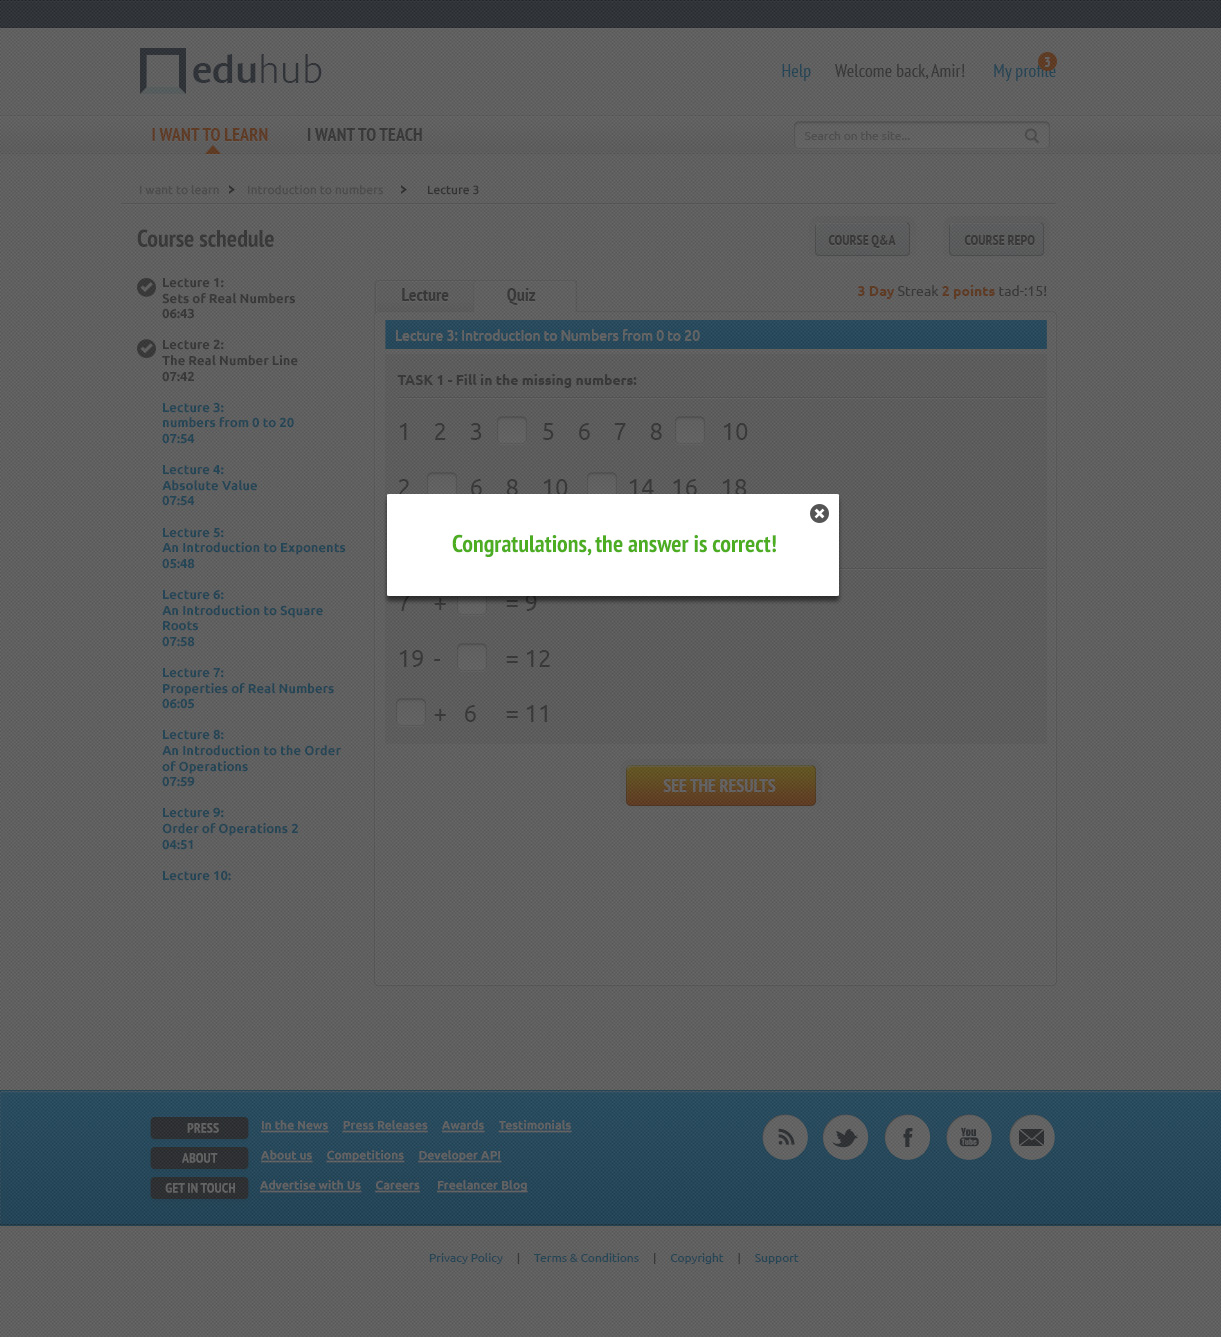 eduhub
Help Welcome back, Amir! My profile 3
I WANT TO LEARN I WANT TO TEACH
Search on the site...
I want to learn > Introduction to numbers > Lecture 3
Course schedule
COURSE Q&A COURSE REPO
Lecture 1:
Sets of Real Numbers
06:43
Lecture 2:
The Real Number Line
07:42
Lecture 3:
numbers from 0 to 20
07:54
Lecture 4:
Absolute Value
07:54
Lecture 5:
An Introduction to Exponents
05:48
Lecture 6:
An Introduction to Square
Roots
07:58
Lecture 7:
Properties of Real Numbers
06:05
Lecture 8:
An Introduction to the Order
of Operations
07:59
Lecture 9:
Order of Operations 2
04:51
Lecture 10:
Lecture Quiz
3 Day Streak 2 points tad-:15!
Lecture 3: Introduction to Numbers from 0 to 20
TASK 1 - Fill in the missing numbers:
1 2 3 5 6 7 8 10
2 6 8 10 14 16 18
Congratulations, the answer is correct!
7 + = 9
19 - = 12
+ 6 = 11
SEE THE RESULTS
PRESS In the News Press Releases Awards Testimonials
ABOUT About us Competitions Developer API
GET IN TOUCH Advertise with Us Careers Freelancer Blog
You Tube
Privacy Policy | Terms & Conditions | Copyright | Support